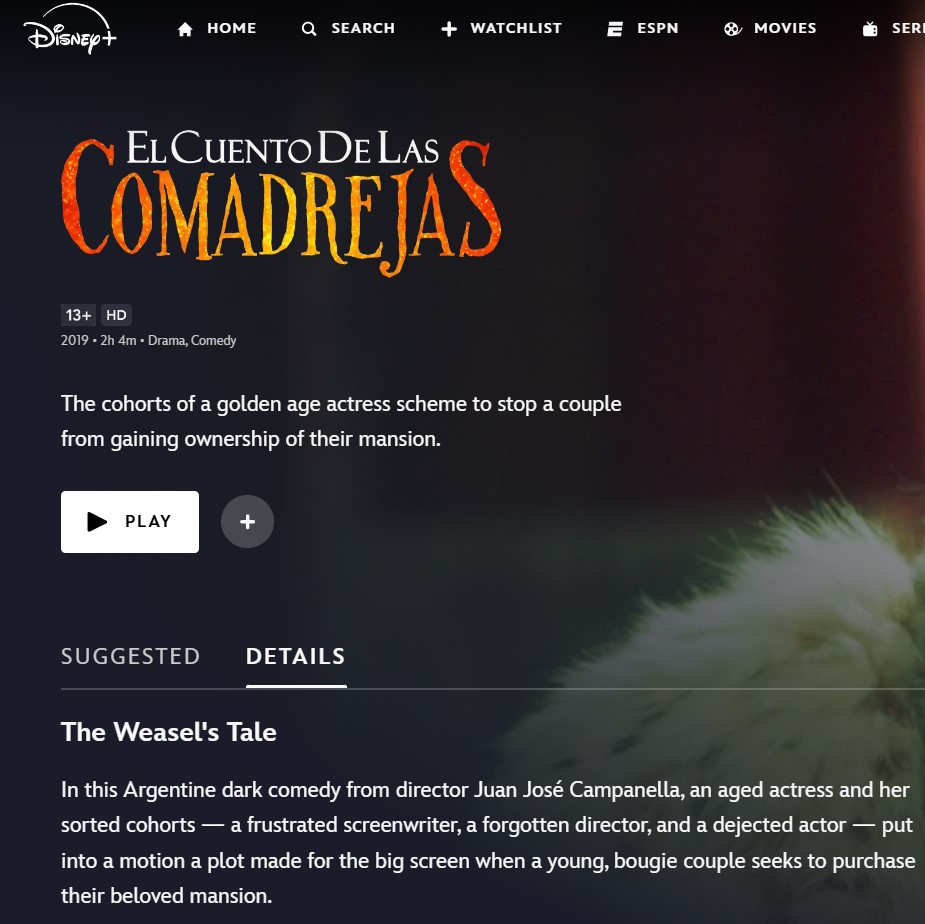 Disney+
HOME SEARCH WATCHLIST ESPN MOVIES SERI
EL CUENTO DE LAS
COMADREJAS
13+ HD
2019 • 2h 4m • Drama, Comedy
The cohorts of a golden age actress scheme to stop a couple
from gaining ownership of their mansion.
PLAY
SUGGESTED DETAILS
The Weasel's Tale
In this Argentine dark comedy from director Juan José Campanella, an aged actress and her
sorted cohorts — a frustrated screenwriter, a forgotten director, and a dejected actor — put
into a motion a plot made for the big screen when a young, bougie couple seeks to purchase
their beloved mansion.